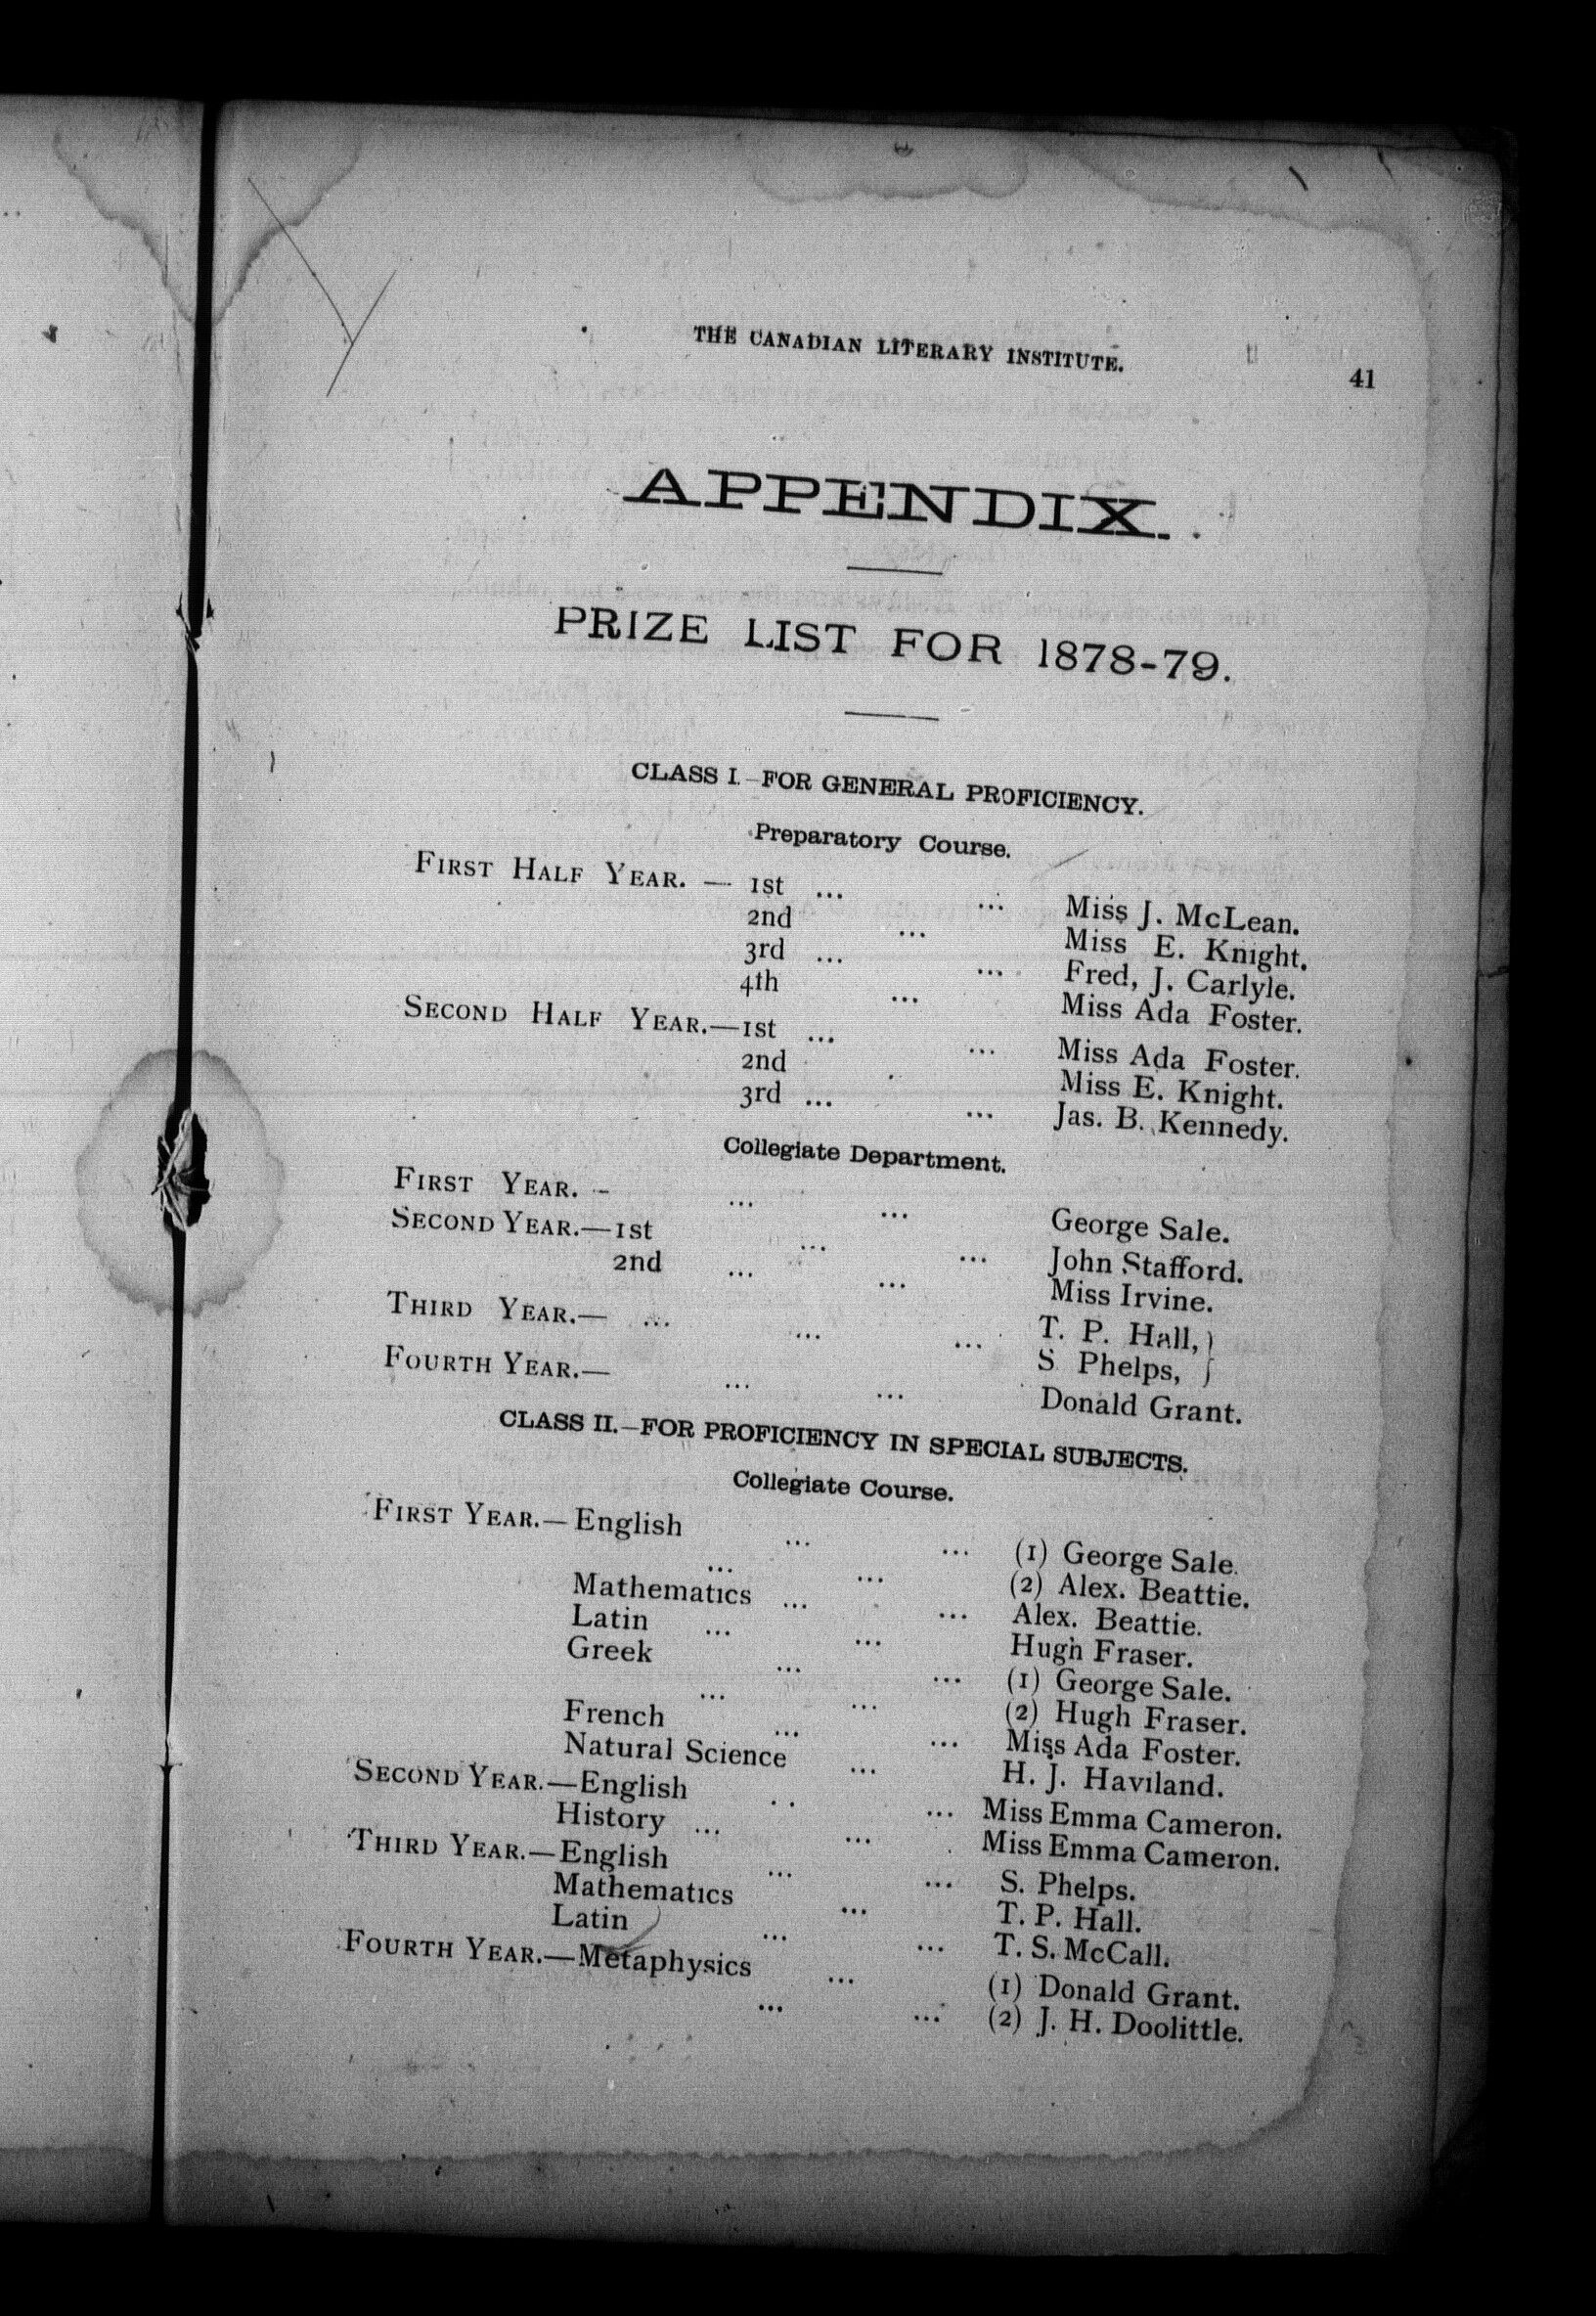 THE CANADIAN LITERARY INSTITUTE.
41
APPENDIX.
PRIZE LIST FOR 1878-79.
CLASS I.—FOR GENERAL PROFICIENCY.
Preparatory Course.
FIRST HALF YEAR. — 1st ... ... Miss J. McLean.
2nd ... Miss E. Knight.
3rd ... ... Fred, J. Carlyle.
4th ... Miss Ada Foster.
SECOND HALF YEAR.—1st ... ... Miss Ada Foster.
2nd . Miss E. Knight.
3rd ... ... Jas. B. Kennedy.
Collegiate Department.
FIRST YEAR. - ... ... George Sale.
SECOND YEAR.—1st ... ... John Stafford.
2nd ... ... Miss Irvine.
THIRD YEAR.— ... ... ... T. P. Hall, }
S Phelps, }
FOURTH YEAR.— ... ... Donald Grant.
CLASS II.—FOR PROFICIENCY IN SPECIAL SUBJECTS.
Collegiate Course.
FIRST YEAR.—English ... ... (1) George Sale.
... ... (2) Alex. Beattie.
Mathematics ... ... Alex. Beattie.
Latin ... ... Hugh Fraser.
Greek ... ... (1) George Sale.
... ... (2) Hugh Fraser.
French ... ... Miss Ada Foster.
Natural Science ... H. J. Haviland.
SECOND YEAR.—English .. ... Miss Emma Cameron.
History ... ... Miss Emma Cameron.
THIRD YEAR.—English ... ... S. Phelps.
Mathematics ... T. P. Hall.
Latin ... ... T. S. McCall.
FOURTH YEAR.—Metaphysics ... (1) Donald Grant.
... ... (2) J. H. Doolittle.